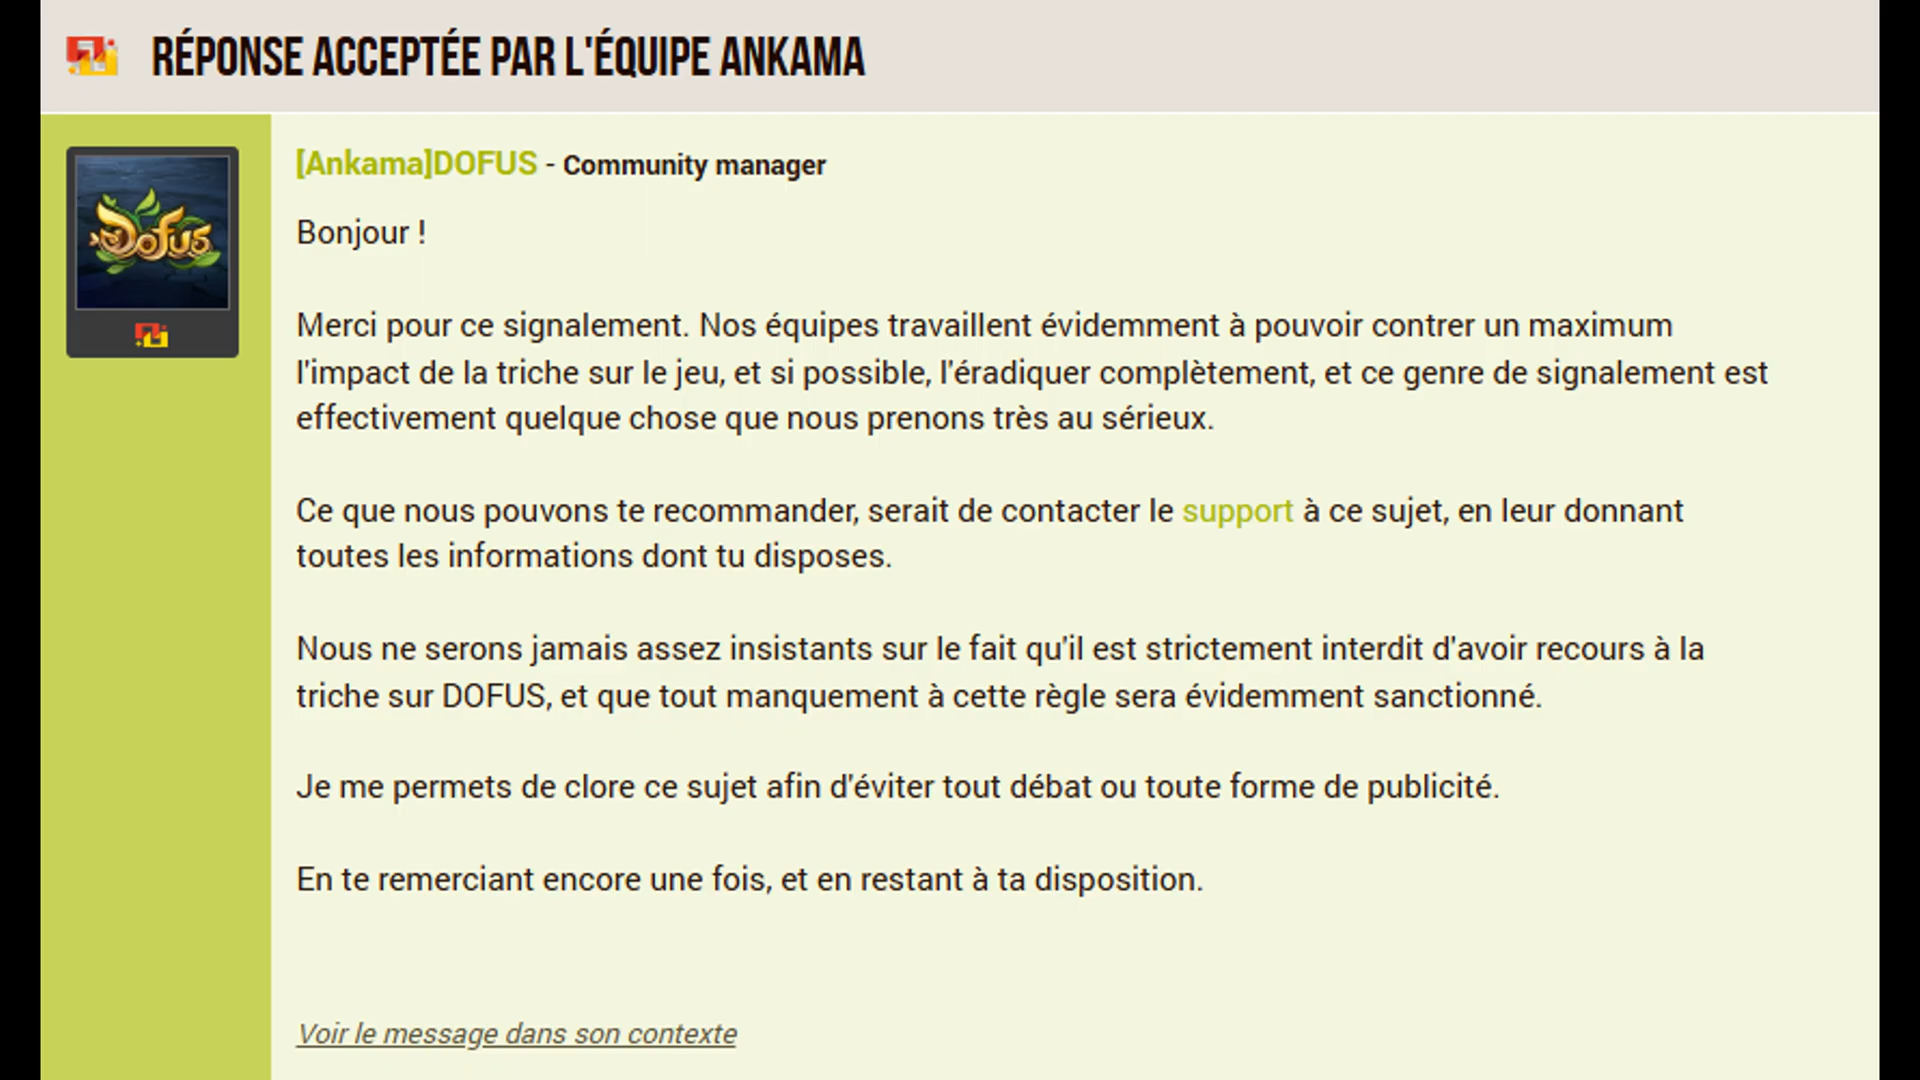 RÉPONSE ACCEPTÉE PAR L'ÉQUIPE ANKAMA
Dofus
[Ankama]DOFUS - Community manager
Bonjour !
Merci pour ce signalement. Nos équipes travaillent évidemment à pouvoir contrer un maximum
l'impact de la triche sur le jeu, et si possible, l'éradiquer complètement, et ce genre de signalement est
effectivement quelque chose que nous prenons très au sérieux.
Ce que nous pouvons te recommander, serait de contacter le support à ce sujet, en leur donnant
toutes les informations dont tu disposes.
Nous ne serons jamais assez insistants sur le fait qu'il est strictement interdit d'avoir recours à la
triche sur DOFUS, et que tout manquement à cette règle sera évidemment sanctionné.
Je me permets de clore ce sujet afin d'éviter tout débat ou toute forme de publicité.
En te remerciant encore une fois, et en restant à ta disposition.
Voir le message dans son contexte